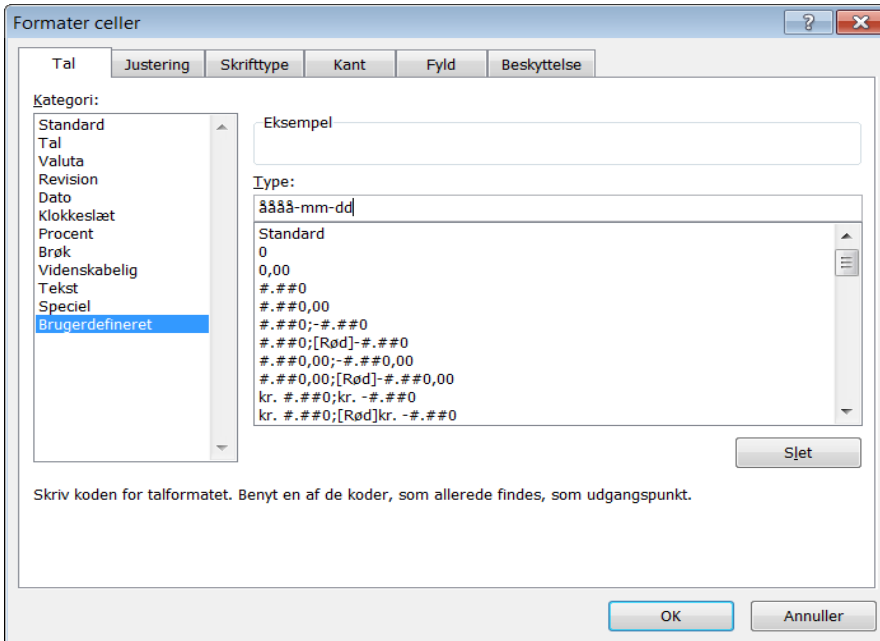 Formater celler
Tal Justering Skrifttype Kant Fyld Beskyttelse
Kategori:
Standard
Tal
Valuta
Revision
Dato
Klokkeslæt
Procent
Brøk
Videnskabelig
Tekst
Speciel
Brugerdefineret
Eksempel
Type:
åååå-mm-dd
Standard
0
0,00
#.##0
#.##0,00
#.##0;-#.##0
#.##0;[Rød]-#.##0
#.##0,00;-#.##0,00
#.##0,00;[Rød]-#.##0,00
kr. #.##0;kr. -#.##0
kr. #.##0;[Rød]kr. -#.##0
Slet
Skriv koden for talformatet. Benyt en af de koder, som allerede findes, som udgangspunkt.
OK Annuller